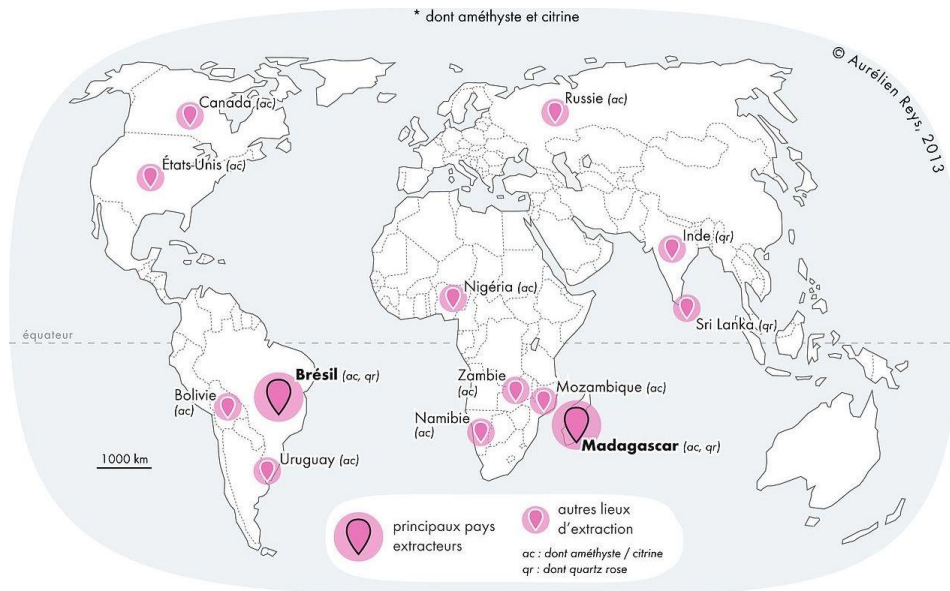 * dont améthyste et citrine
© Aurélien Reys, 2013
Canada (ac)
Russie (ac)
États-Unis (ac)
Inde (qr)
Nigéria (ac)
Sri Lanka (qr)
équateur
Brésil (ac, qr)
Zambie
(ac)
Mozambique (ac)
Bolivie
(ac)
Namibie
(ac)
Madagascar (ac, qr)
Uruguay (ac)
1000 km
principaux pays
extracteurs
autres lieux
d'extraction
ac : dont améthyste / citrine
qr : dont quartz rose